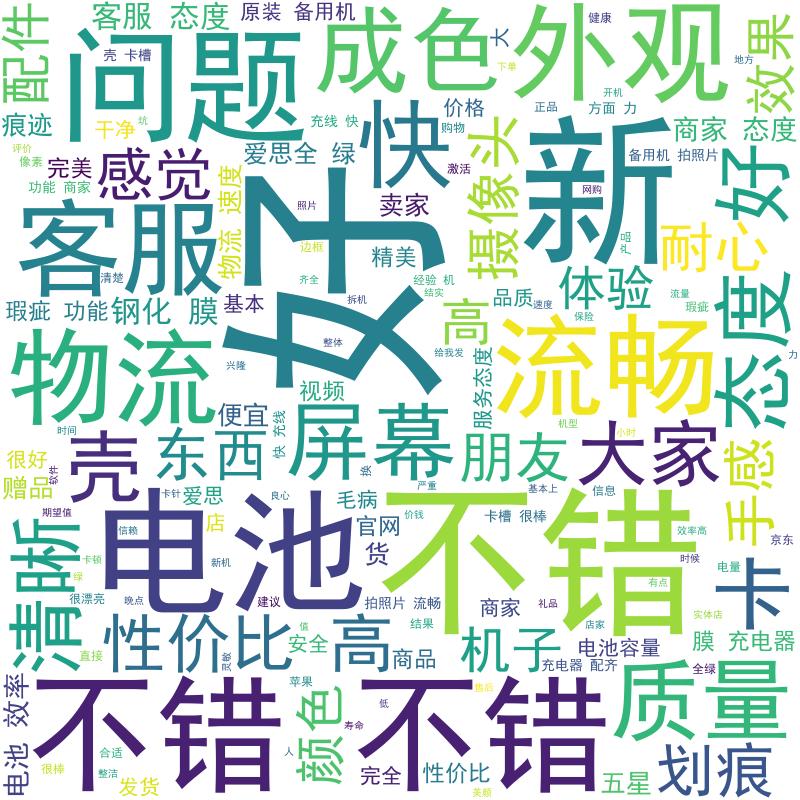 客服 态度
原装 备用机
成色
外观
健康
大
效果
配件
问题
壳 卡槽
下单
地方
痕迹
干净
坑
充线 快
快
价格
正品
方面 力
购物
商家 态度
评价
像素
完美
感觉
爱思全 绿
新
摄像头
备用机 拍照片
好
功能 商家
速度
物流
激活
卖家
照片
好好
网购
客服
边框
精美
耐心
产品
清楚
齐全
经验 机
结实
体验
态度
瑕疵 功能
钢化 膜
基本
拆机
高
品质
速度
流量
瑕疵
保险
物流
兴隆
整体
给我发
流畅
力
视频
服务态度
便宜
屏幕
时间
壳
东西
快 充线
朋友
机型
小时
大家
手感
很好
赠品
软件
卡针
爱思
良心
换
严重
基本上
信息
期望值
毛病
店
官网
价钱
卡槽 很棒
效率高
京东
清晰
信赖
电池
不错
货
卡顿
绿
新机
时候
卡
电量
有点
很漂亮
晚点
建议
拍照片 流畅
商家
礼品
实体店
性价比
值
结果
店家
直接
灵敏
安全
高
商品
机子
电池容量
膜 充电器
充电器 配齐
全绿
电池 效率
不错
苹果
颜色
不错
低
售后
质量
寿命
合适
人
很棒
整洁
发货
完全
性价比
美颜
五星
划痕